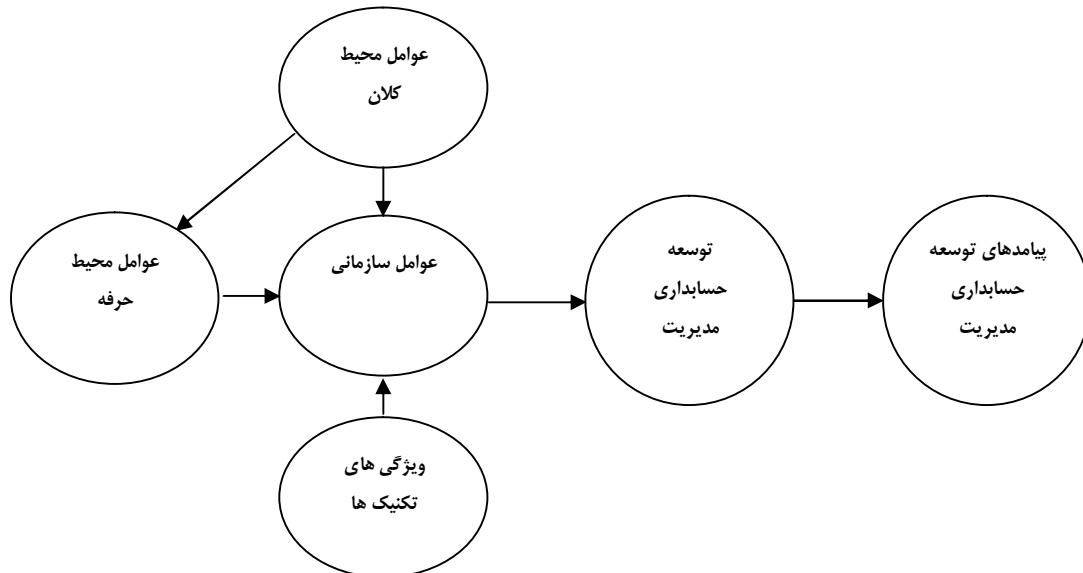 عوامل محیط
کلان
عوامل محیط
حرفه
عوامل سازمانی
توسعه
حسابداری
مدیریت
پیامدهای توسعه
حسابداری
مدیریت
ویژگی های
تکنیک ها